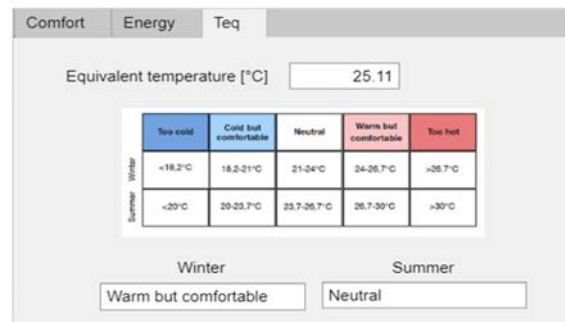 Comfort Energy Teq
Equivalent temperature [°C] 25.11
Too cold Cold but comfortable Neutral Warm but comfortable Too hot
Winter <18,2°C 18,2-21°C 21-24°C 24-26,7°C >26.7°C
Summer <20°C 20-23,7°C 23,7-26,7°C 26,7-30°C >30°C
Winter Summer
Warm but comfortable Neutral